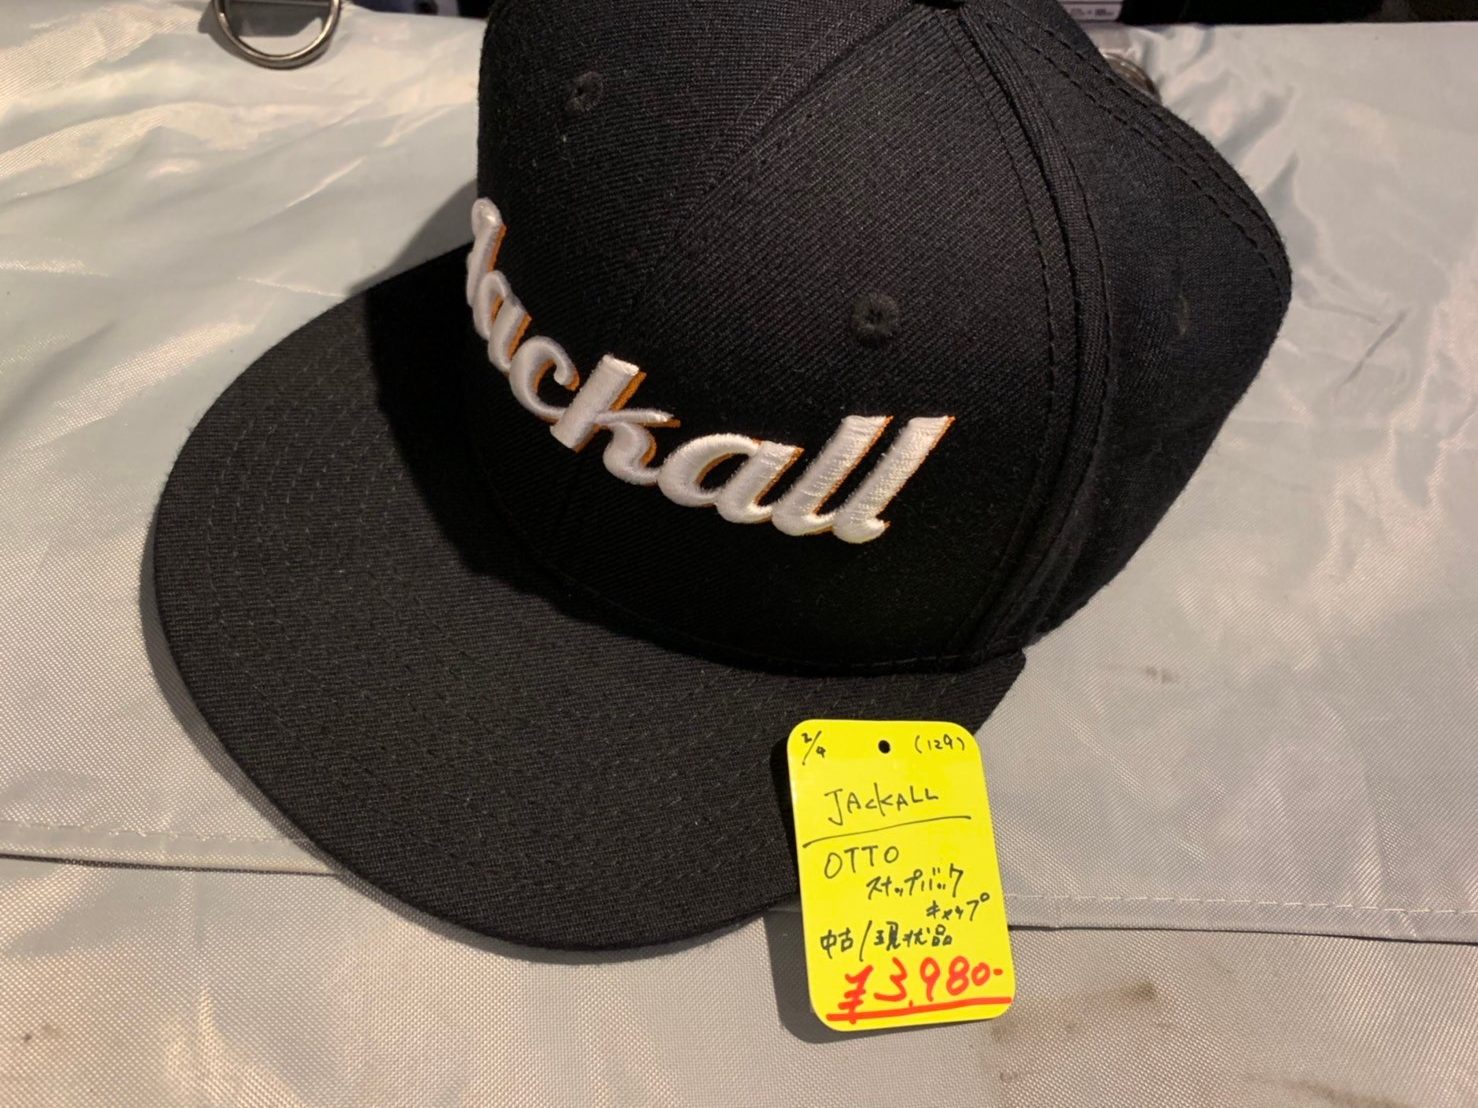 Jackall
2/4 (129)
JACKALL
OTTO
スナップバック
キャップ
中古/現状品
¥3,980-